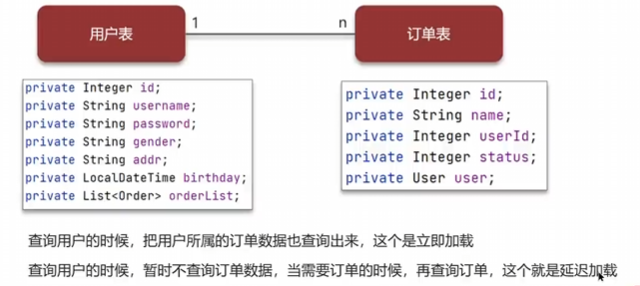 用户表
1
n
订单表
private Integer id;
private String username;
private String password;
private String gender;
private String addr;
private LocalDateTime birthday;
private List<Order> orderList;
private Integer id;
private String name;
private Integer userId;
private Integer status;
private User user;
查询用户的时候，把用户所属的订单数据也查询出来，这个是立即加载
查询用户的时候，暂时不查询订单数据，当需要订单的时候，再查询订单，这个就是延迟加载